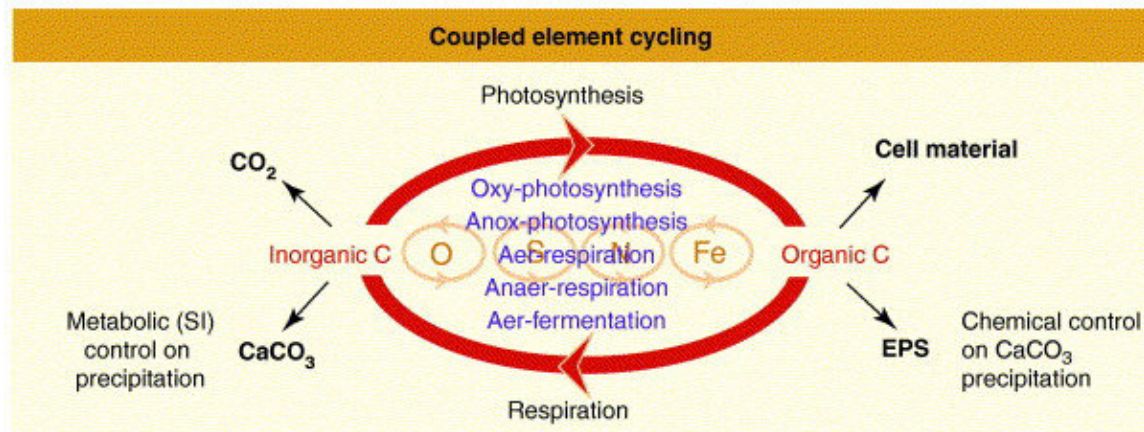 Coupled element cycling
Photosynthesis
CO₂
Cell material
Oxy-photosynthesis
Anox-photosynthesis
Inorganic C
O
S
N
Fe
Organic C
Aer-respiration
Anaer-respiration
Aer-fermentation
Metabolic (SI)
control on
precipitation
CaCO₃
EPS
Chemical control
on CaCO₃
precipitation
Respiration